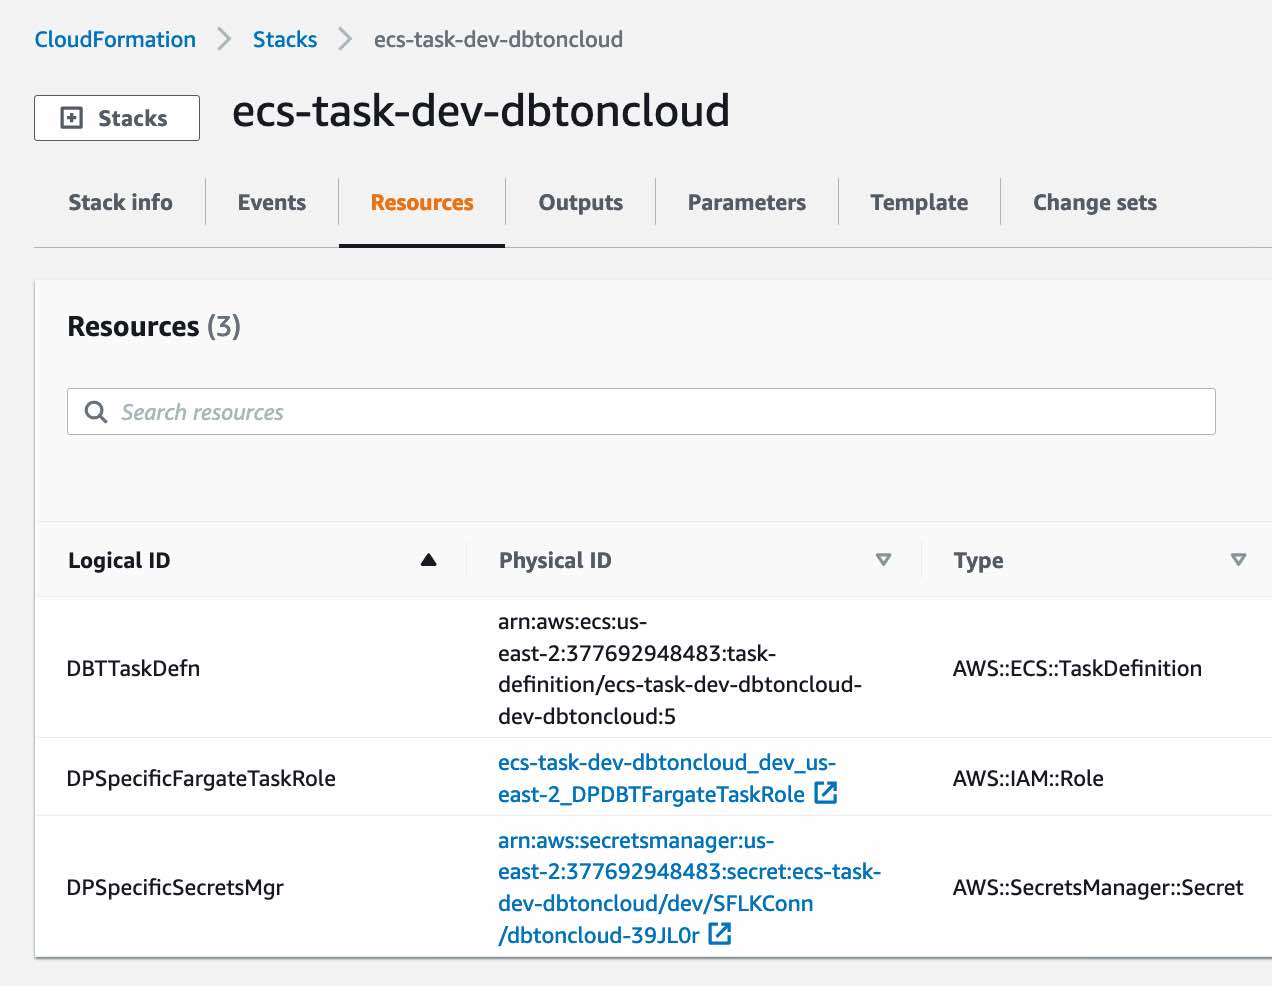 CloudFormation > Stacks > ecs-task-dev-dbtoncloud
Stacks
ecs-task-dev-dbtoncloud
Stack info
Events
Resources
Outputs
Parameters
Template
Change sets
Resources (3)
Search resources
Logical ID
Physical ID
Type
DBTTaskDefn
arn:aws:ecs:us-
east-2:377692948483:task-
definition/ecs-task-dev-dbtoncloud-
dev-dbtoncloud:5
AWS::ECS::TaskDefinition
DPSpecificFargateTaskRole
ecs-task-dev-dbtoncloud_dev_us-
east-2_DPDBTFargateTaskRole
AWS::IAM::Role
DPSpecificSecretsMgr
arn:aws:secretsmanager:us-
east-2:377692948483:secret:ecs-task-
dev-dbtoncloud/dev/SFLKConn
/dbtoncloud-39JL0r
AWS::SecretsManager::Secret